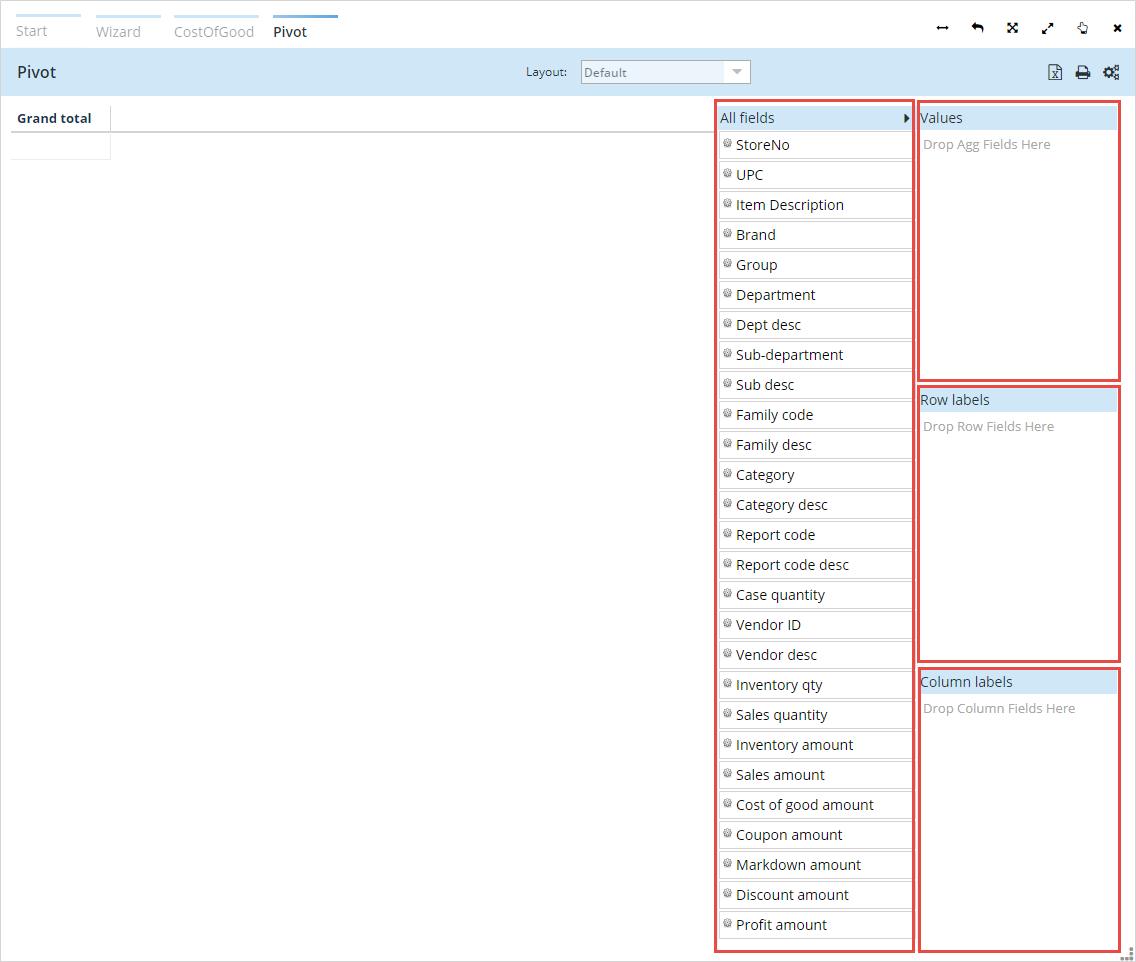 Start
Wizard
CostOfGood
Pivot
Pivot
Layout:
Default
Grand total
All fields
StoreNo
UPC
Item Description
Brand
Group
Department
Dept desc
Sub-department
Sub desc
Family code
Family desc
Category
Category desc
Report code
Report code desc
Case quantity
Vendor ID
Vendor desc
Inventory qty
Sales quantity
Inventory amount
Sales amount
Cost of good amount
Coupon amount
Markdown amount
Discount amount
Profit amount
Values
Drop Agg Fields Here
Row labels
Drop Row Fields Here
Column labels
Drop Column Fields Here